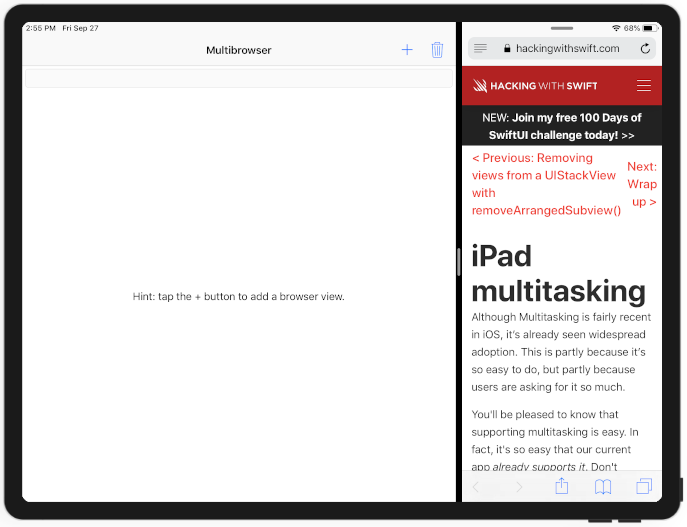 2:55 PM Fri Sep 27
Multibrowser
Hint: tap the + button to add a browser view.
68%
hackingwithswift.com
HACKING WITH SWIFT
NEW: Join my free 100 Days of
SwiftUI challenge today! >>
< Previous: Removing
views from a UIStackView
with
removeArrangedSubview()
Next:
Wrap
up >
iPad
multitasking
Although Multitasking is fairly recent
in iOS, it’s already seen widespread
adoption. This is partly because it’s
so easy to do, but partly because
users are asking for it so much.
You'll be pleased to know that
supporting multitasking is easy. In
fact, it's so easy that our current
app already supports it. Don't